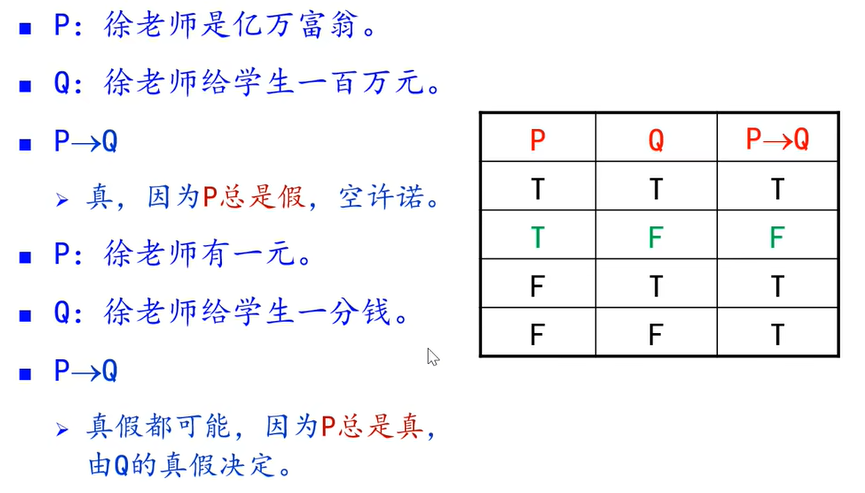 P：徐老师是亿万富翁。
Q：徐老师给学生一百万元。
P→Q
真，因为P总是假，空许诺。
P：徐老师有一元。
Q：徐老师给学生一分钱。
P→Q
真假都可能，因为P总是真，
由Q的真假决定。
P Q P→Q
T T T
T F F
F T T
F F T